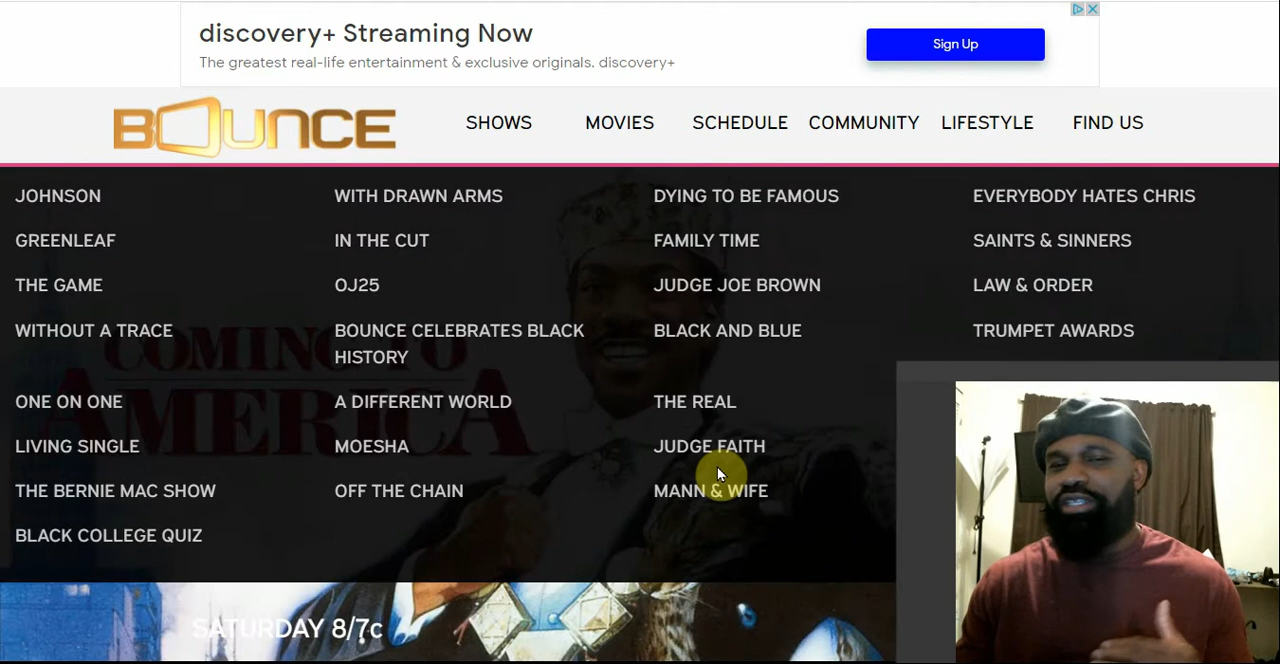 discovery+ Streaming Now
The greatest real-life entertainment & exclusive originals. discovery+
Sign Up
BOUNCE
SHOWS
MOVIES
SCHEDULE
COMMUNITY
LIFESTYLE
FIND US
JOHNSON
WITH DRAWN ARMS
DYING TO BE FAMOUS
EVERYBODY HATES CHRIS
GREENLEAF
IN THE CUT
FAMILY TIME
SAINTS & SINNERS
THE GAME
OJ25
JUDGE JOE BROWN
LAW & ORDER
WITHOUT A TRACE
BOUNCE CELEBRATES BLACK
HISTORY
BLACK AND BLUE
TRUMPET AWARDS
COMING TO
AMERICA
ONE ON ONE
A DIFFERENT WORLD
THE REAL
LIVING SINGLE
MOESHA
JUDGE FAITH
THE BERNIE MAC SHOW
OFF THE CHAIN
MANN & WIFE
BLACK COLLEGE QUIZ
SATURDAY 8/7c